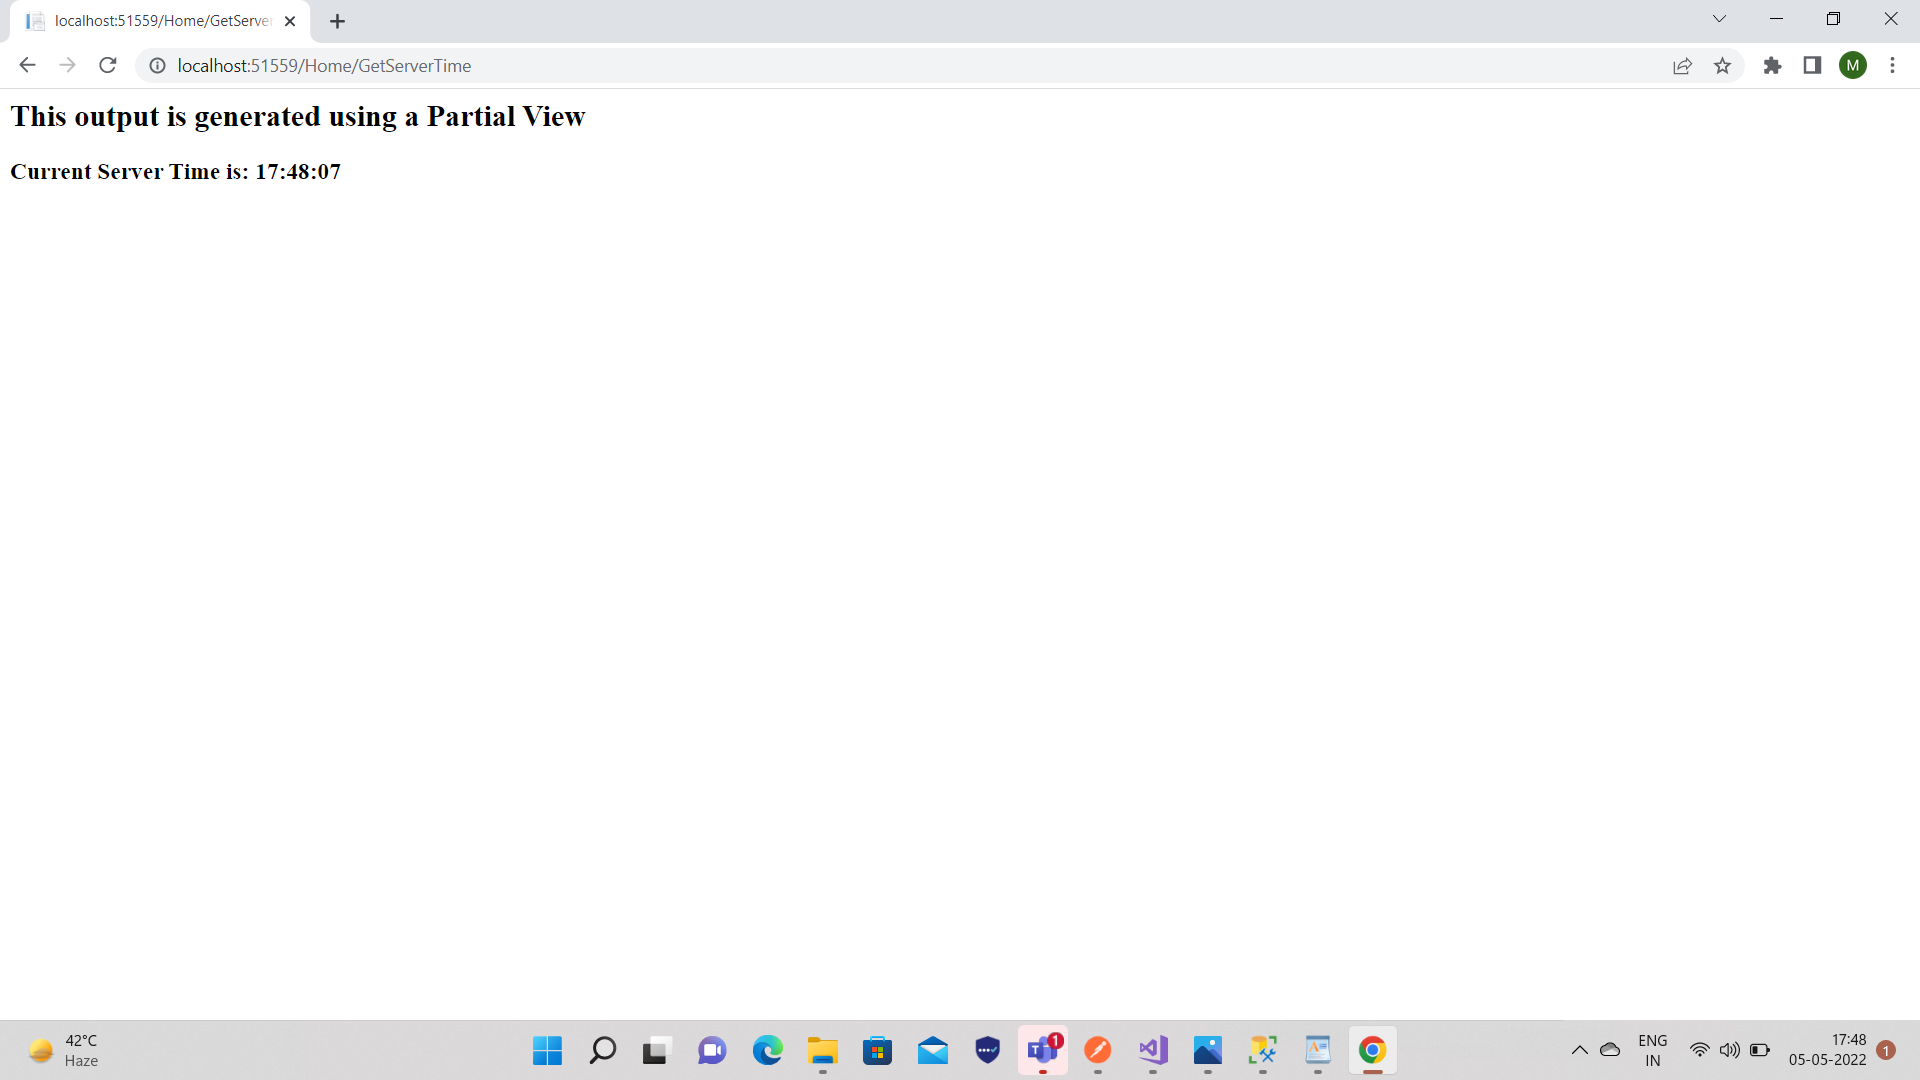 localhost:51559/Home/GetServer
localhost:51559/Home/GetServerTime
M
This output is generated using a Partial View
Current Server Time is: 17:48:07
42°C
Haze
1
ENG
IN
17:48
05-05-2022
1